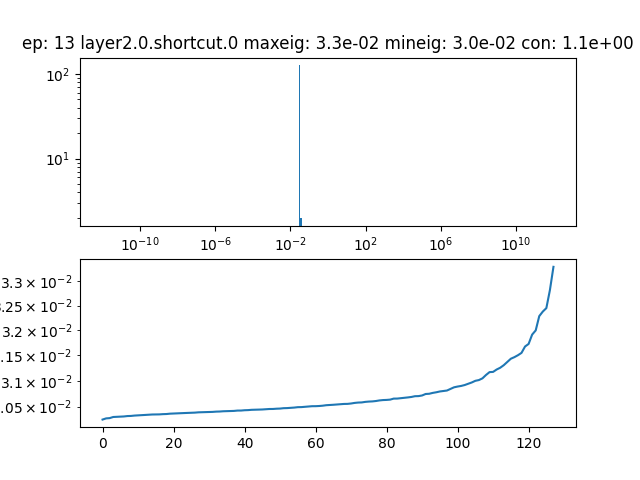 ep: 13 layer2.0.shortcut.0 maxeig: 3.3e-02 mineig: 3.0e-02 con: 1.1e+00
10²
10¹
10⁻¹⁰ 10⁻⁶ 10⁻² 10² 10⁶ 10¹⁰
3.3 × 10⁻²
.25 × 10⁻²
3.2 × 10⁻²
.15 × 10⁻²
3.1 × 10⁻²
.05 × 10⁻²
0 20 40 60 80 100 120